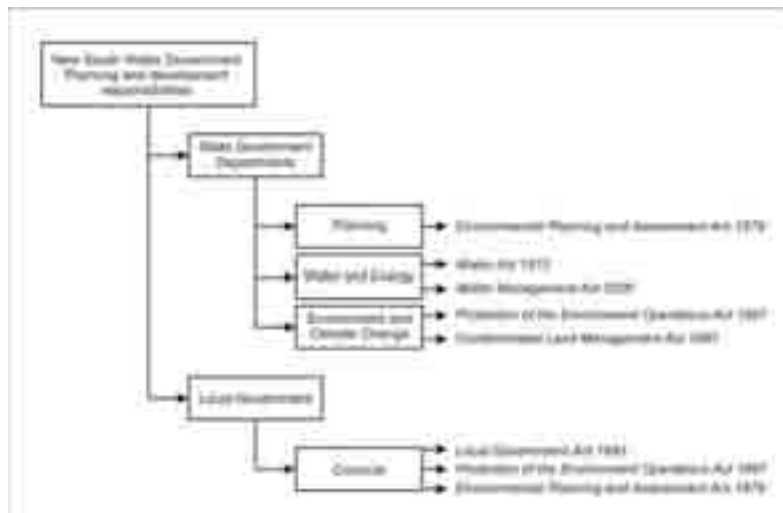 New South Wales Government
Planning and development
responsibilities
State Government
Departments
Planning
Environmental Planning and Assessment Act 1979
Water and Energy
Water Act 1912
Water Management Act 2000
Environment and
Climate Change
Protection of the Environment Operations Act 1997
Contaminated Land Management Act 1997
Local Government
Councils
Local Government Act 1993
Protection of the Environment Operations Act 1997
Environmental Planning and Assessment Act 1979